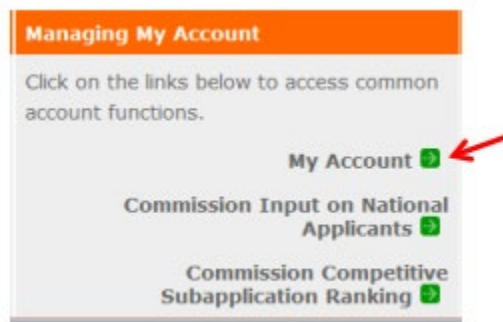 Managing My Account
Click on the links below to access common
account functions.
My Account
Commission Input on National
Applicants
Commission Competitive
Subapplication Ranking